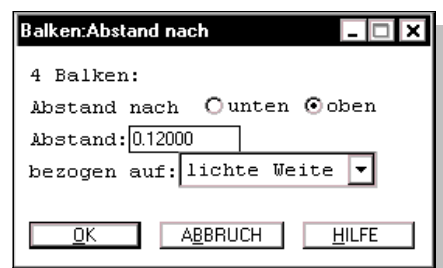 Balken:Abstand nach
4 Balken:
Abstand nach unten oben
Abstand: 0.12000
bezogen auf: lichte Weite
OK ABBRUCH HILFE